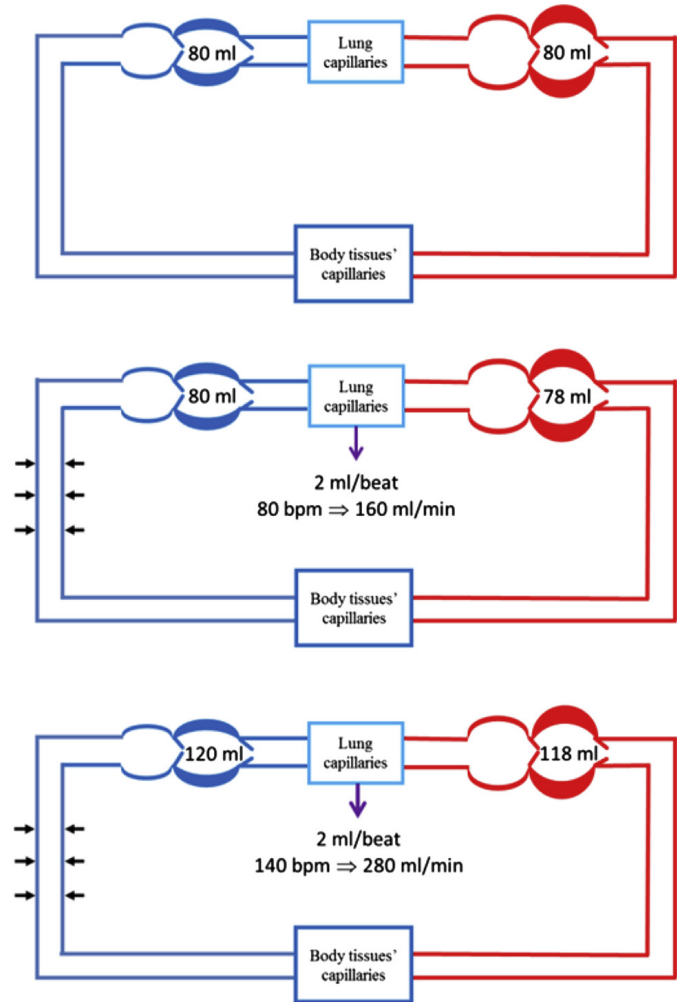 80 ml
Lung
capillaries
80 ml
Body tissues'
capillaries
80 ml
Lung
capillaries
78 ml
2 ml/beat
80 bpm ⇒ 160 ml/min
Body tissues'
capillaries
120 ml
Lung
capillaries
118 ml
2 ml/beat
140 bpm ⇒ 280 ml/min
Body tissues'
capillaries